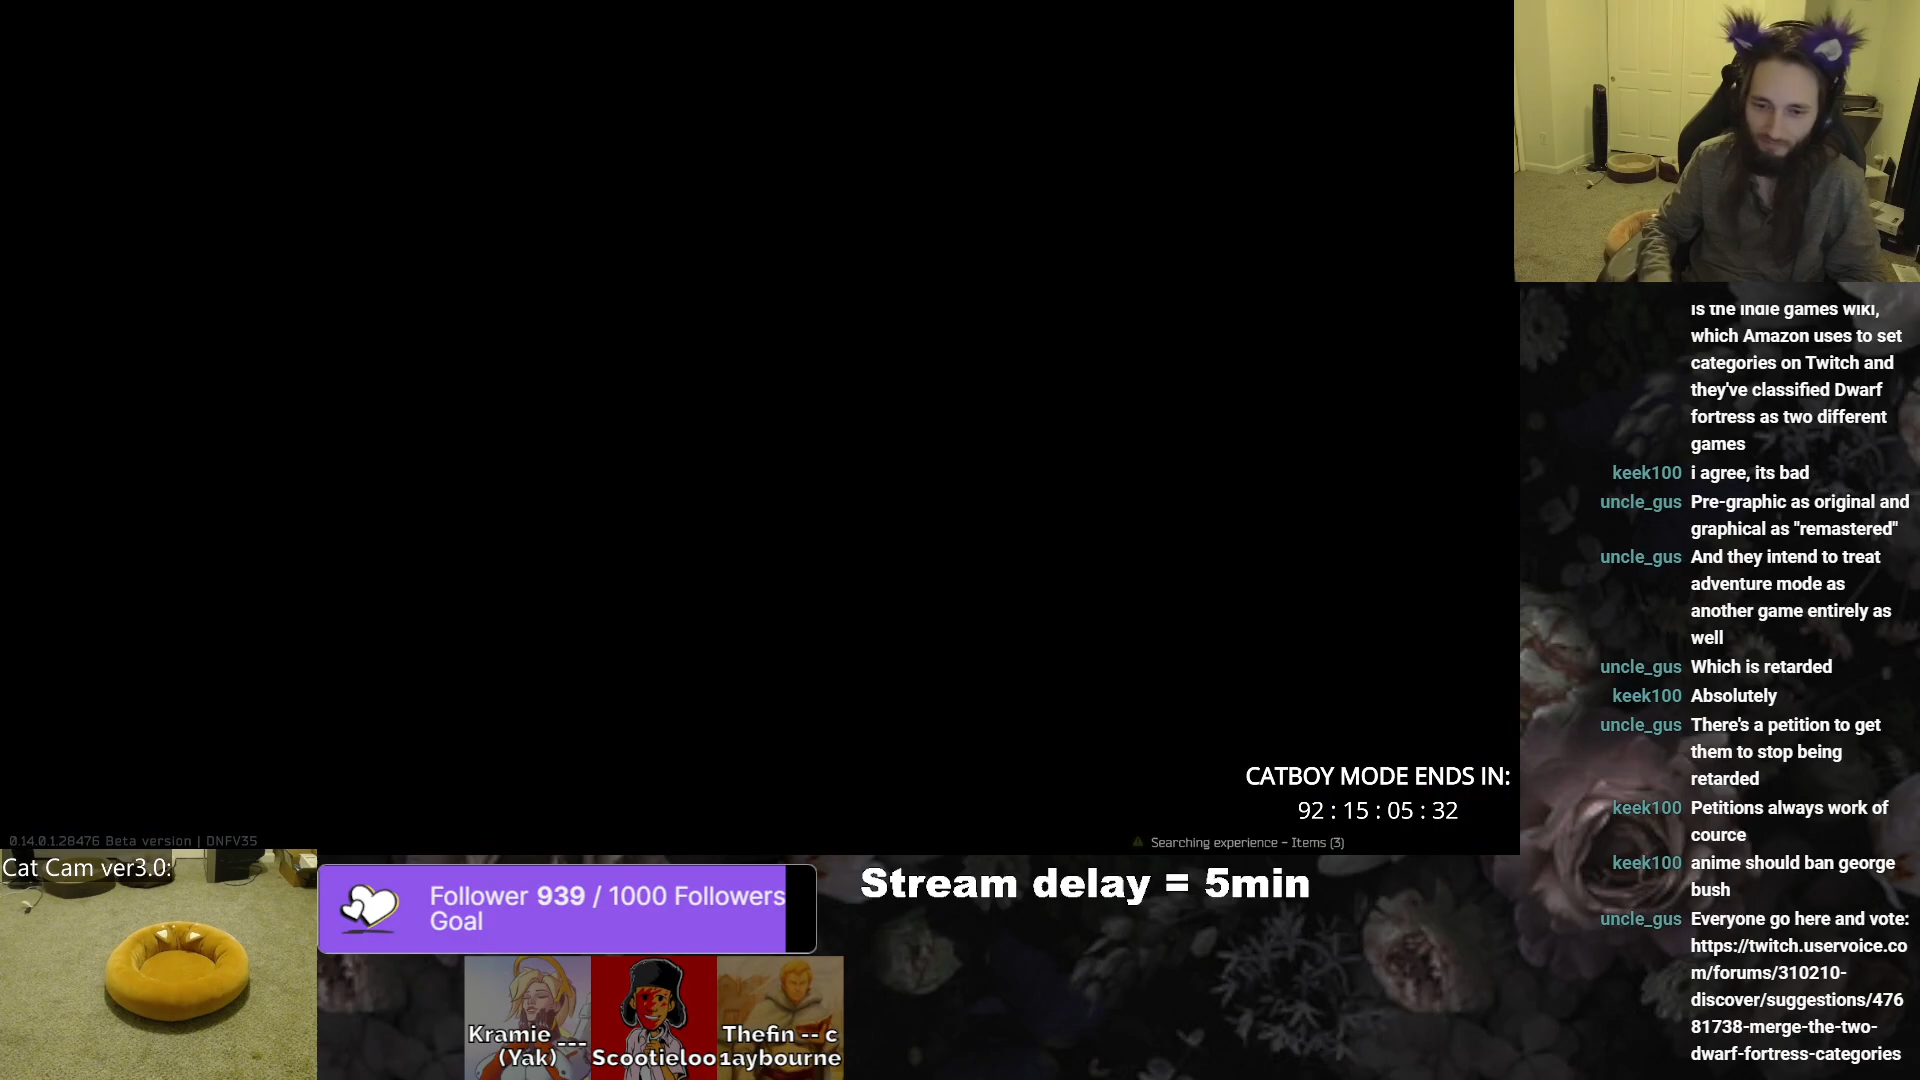 is the indie games wiki,
which Amazon uses to set
categories on Twitch and
they've classified Dwarf
fortress as two different
games
keek100 i agree, its bad
uncle_gus Pre-graphic as original and
graphical as "remastered"
uncle_gus And they intend to treat
adventure mode as
another game entirely as
well
uncle_gus Which is retarded
keek100 Absolutely
uncle_gus There's a petition to get
them to stop being
retarded
keek100 Petitions always work of
cource
keek100 anime should ban george
bush
uncle_gus Everyone go here and vote:
https://twitch.uservoice.co
m/forums/310210-
discover/suggestions/476
81738-merge-the-two-
dwarf-fortress-categories
CATBOY MODE ENDS IN:
92 : 15 : 05 : 32
0.14.0.1.28476 Beta version | DNFV35
Searching experience - Items (3)
Cat Cam ver3.0:
Follower 939 / 1000 Followers
Goal
Stream delay = 5min
Kramie ---
(Yak)
Scootieloo
Thefin -- c
1aybourne